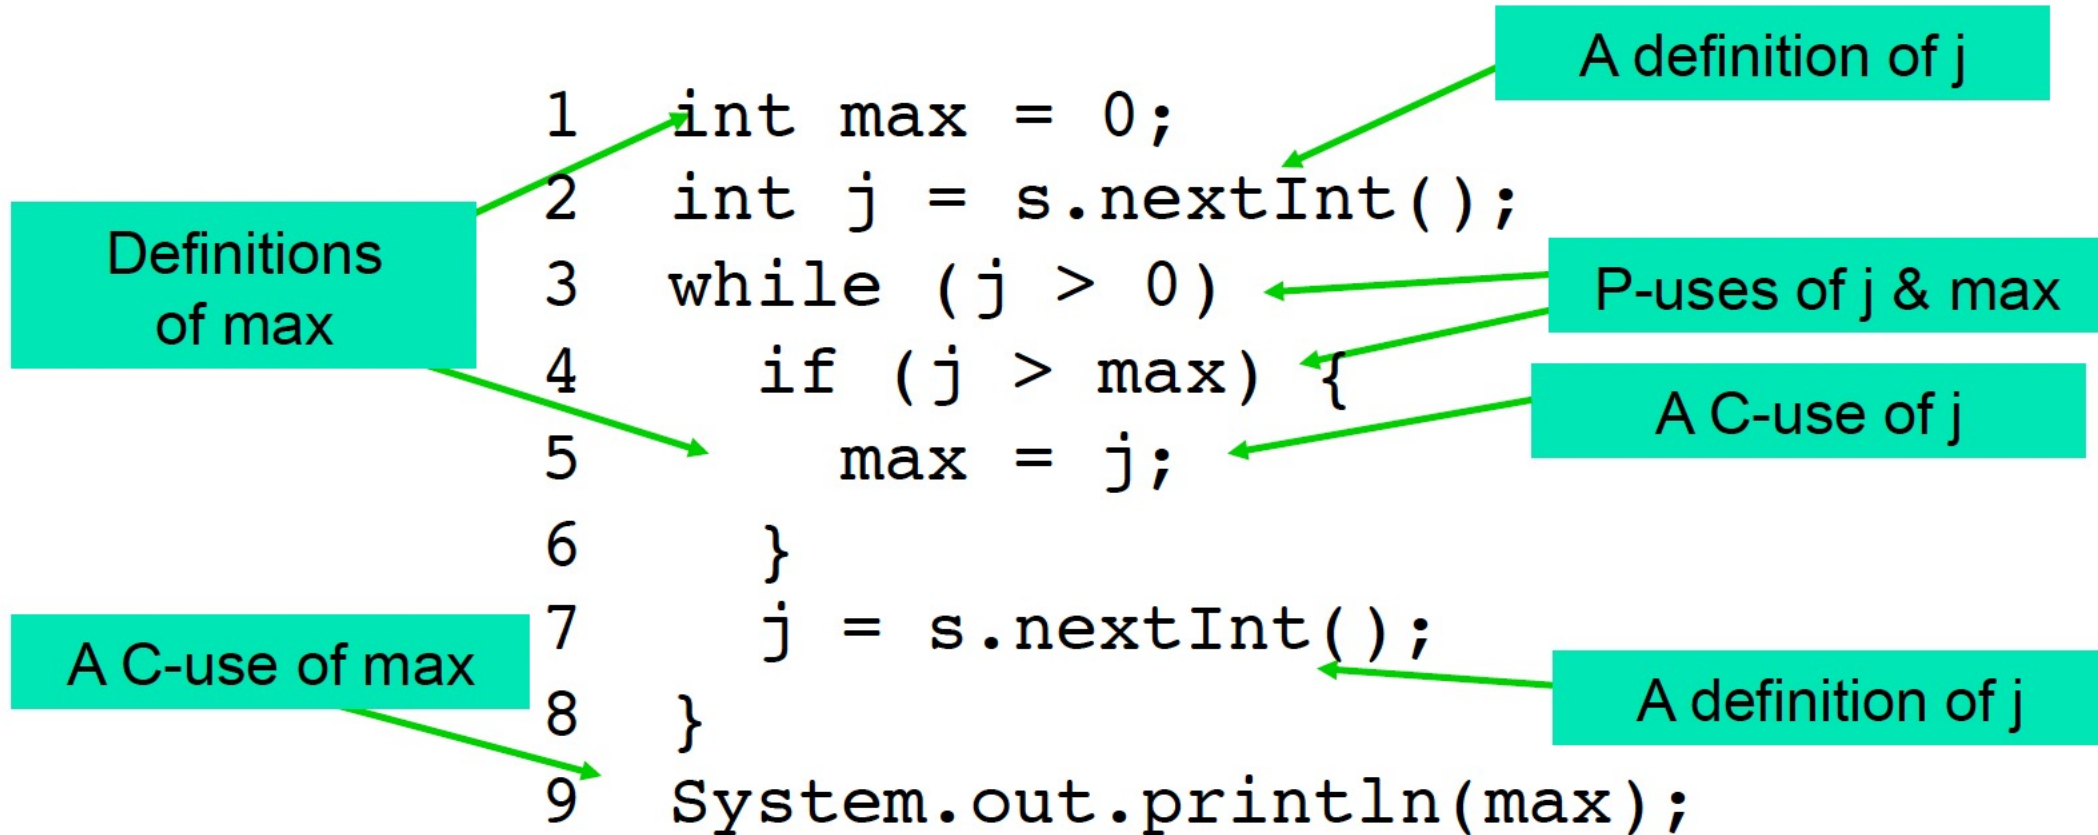 A definition of j
1 int max = 0;
2 int j = s.nextInt();
Definitions
of max
3 while (j > 0)
P-uses of j & max
4 if (j > max) {
A C-use of j
5 max = j;
6 }
7 j = s.nextInt();
A C-use of max
A definition of j
8 }
9 System.out.println(max);